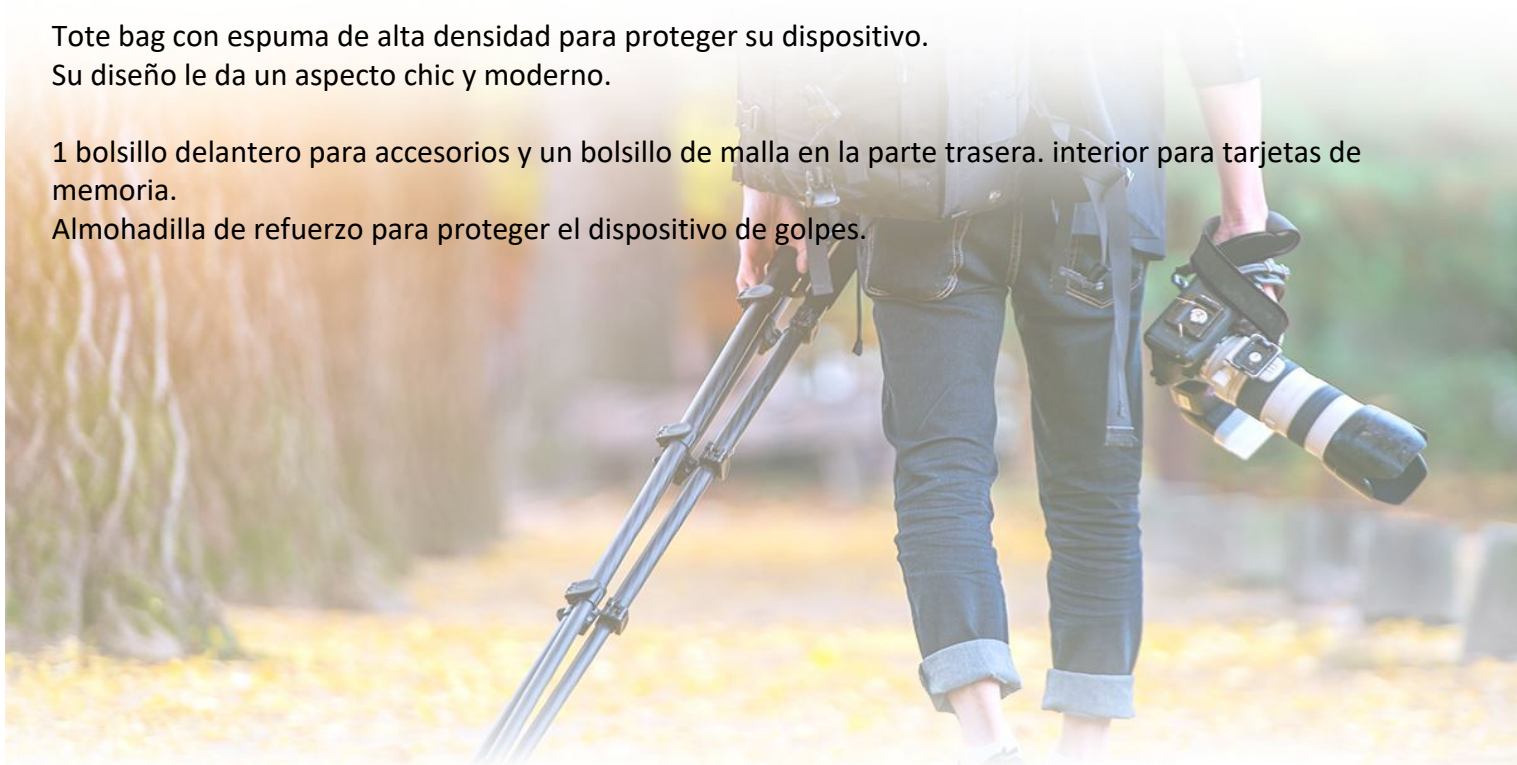 Tote bag con espuma de alta densidad para proteger su dispositivo.
Su diseño le da un aspecto chic y moderno.
1 bolsillo delantero para accesorios y un bolsillo de malla en la parte trasera. interior para tarjetas de
memoria.
Almohadilla de refuerzo para proteger el dispositivo de golpes.